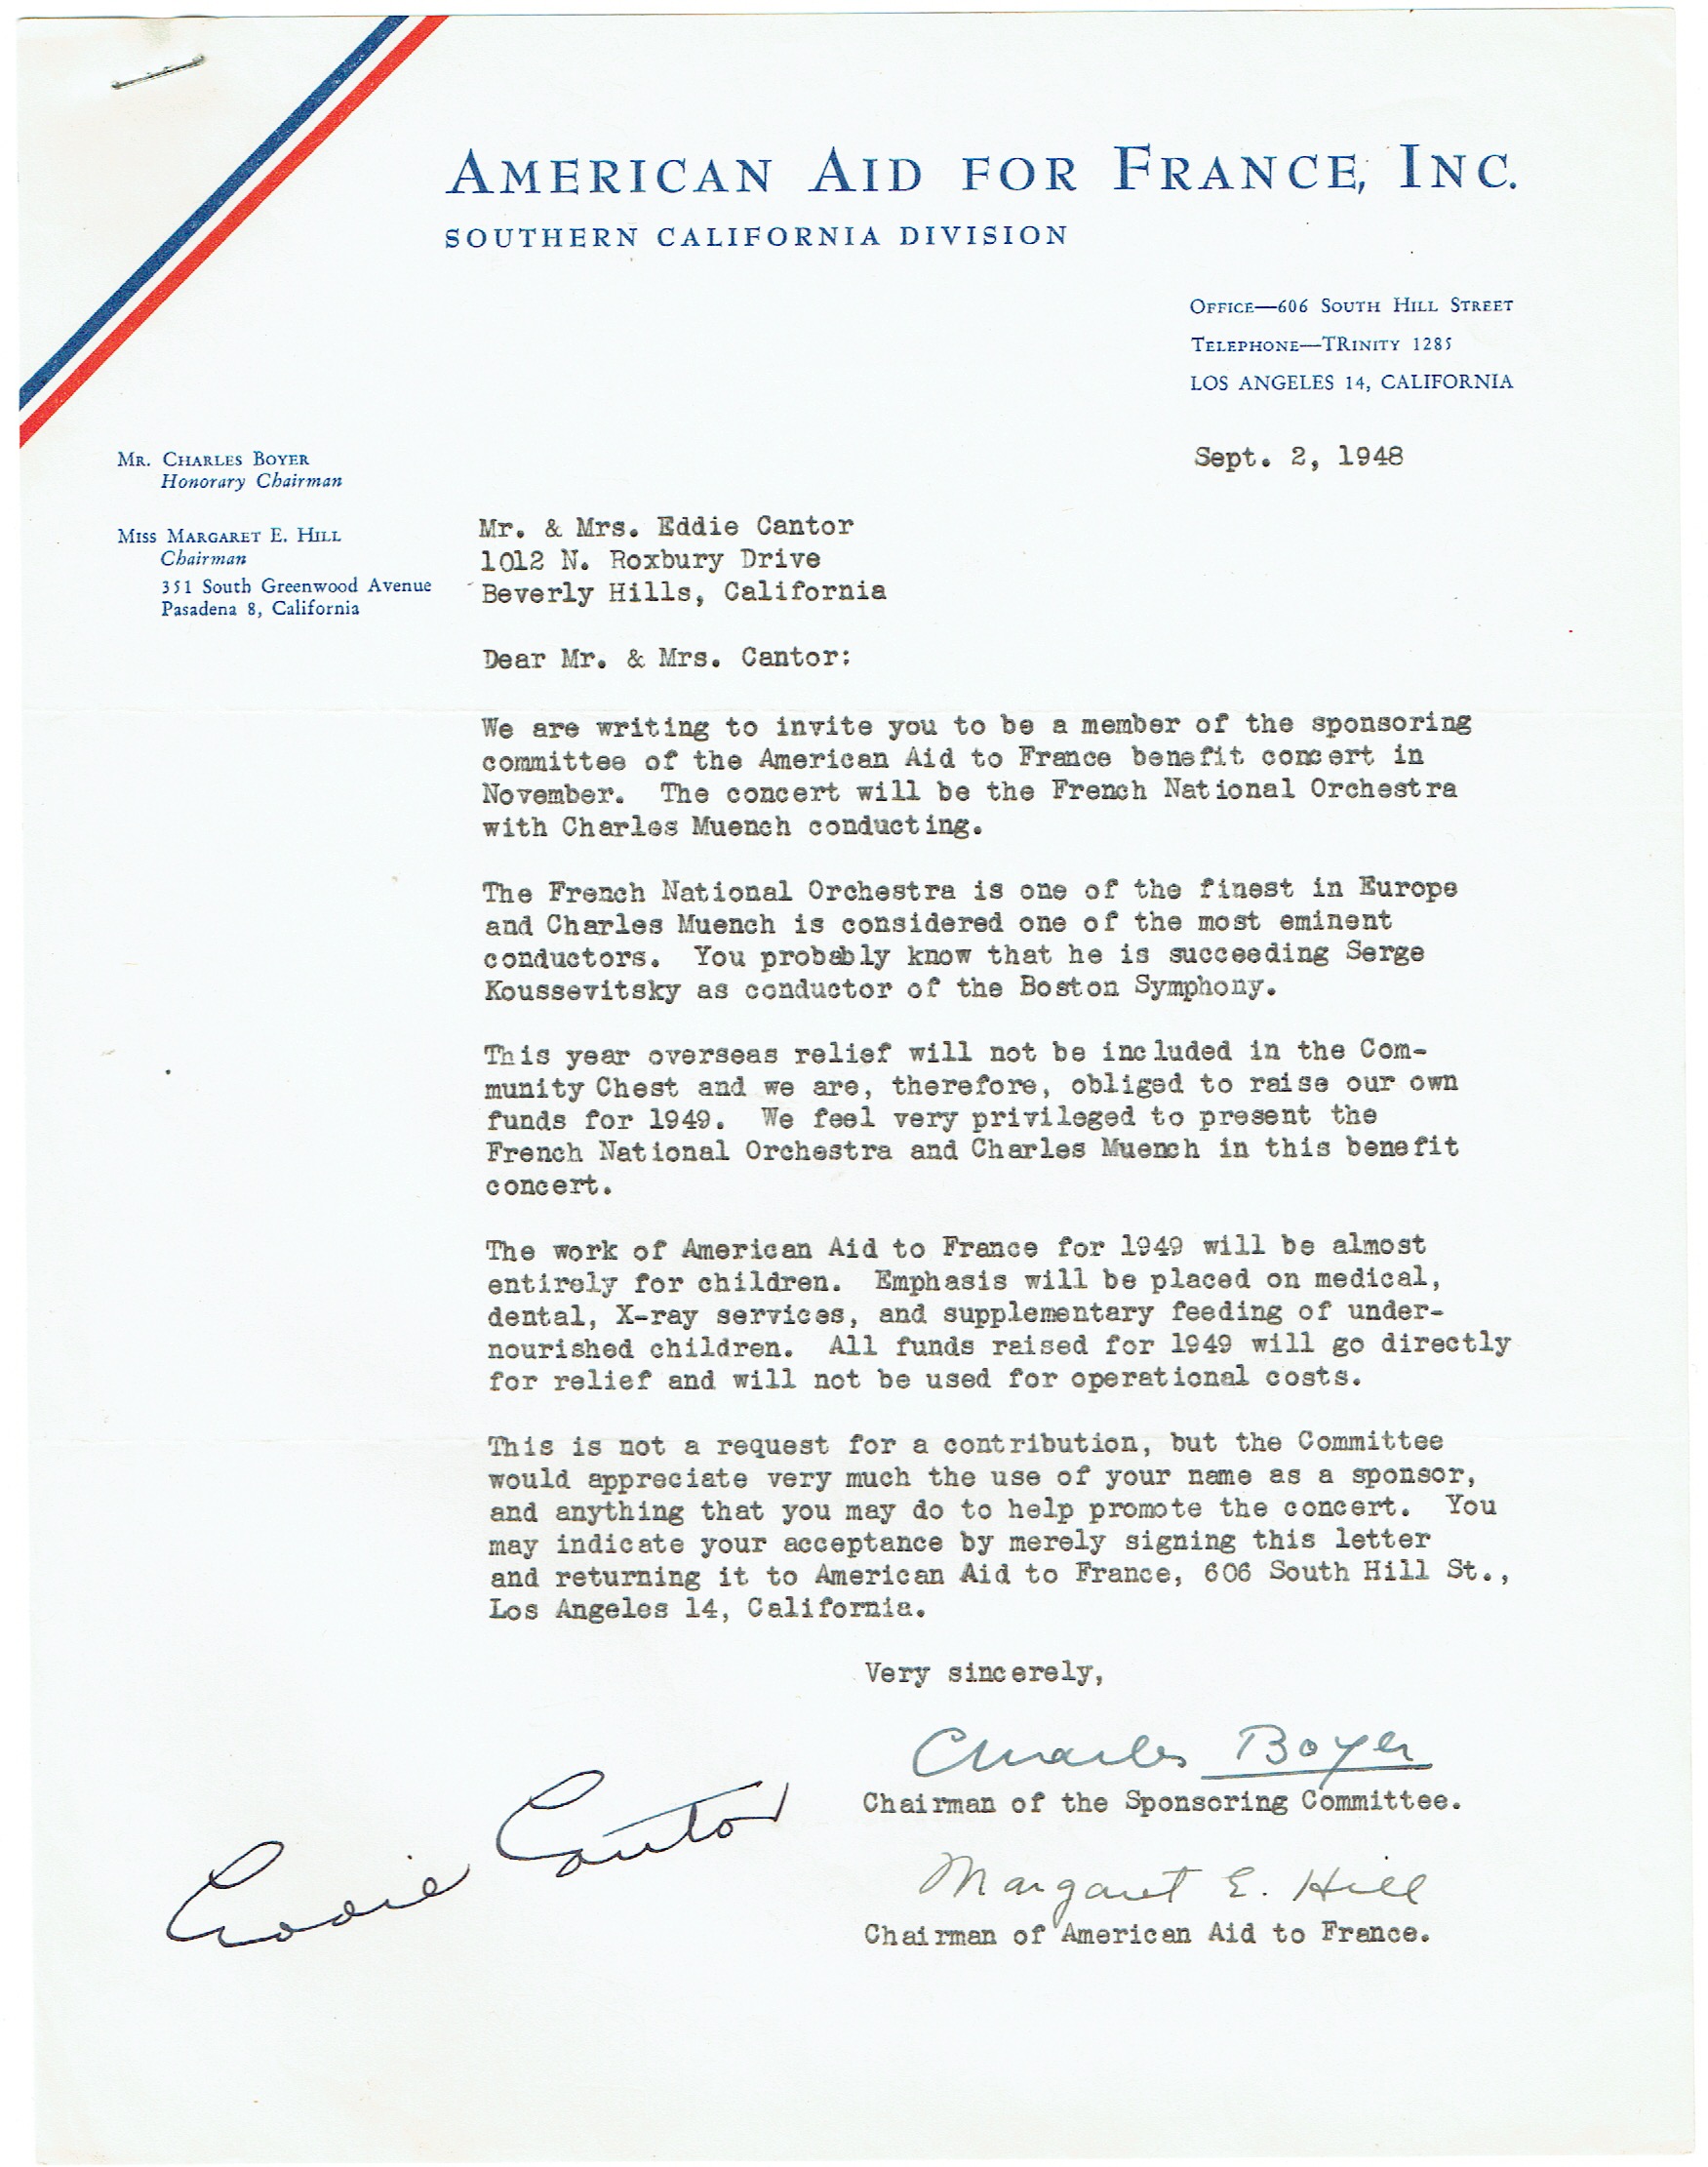 AMERICAN AID FOR FRANCE, INC.
SOUTHERN CALIFORNIA DIVISION
OFFICE—606 SOUTH HILL STREET
TELEPHONE—TRINITY 1285
LOS ANGELES 14, CALIFORNIA
MR. CHARLES BOYER
Honorary Chairman
MISS MARGARET E. HILL
Chairman
351 South Greenwood Avenue
Pasadena 8, California
Sept. 2, 1948
Mr. & Mrs. Eddie Cantor
1012 N. Roxbury Drive
Beverly Hills, California
Dear Mr. & Mrs. Cantor:
We are writing to invite you to be a member of the sponsoring
committee of the American Aid to France benefit concert in
November. The concert will be the French National Orchestra
with Charles Muench conducting.
The French National Orchestra is one of the finest in Europe
and Charles Muench is considered one of the most eminent
conductors. You probably know that he is succeeding Serge
Koussevitsky as conductor of the Boston Symphony.
This year overseas relief will not be included in the Com-
munity Chest and we are, therefore, obliged to raise our own
funds for 1949. We feel very privileged to present the
French National Orchestra and Charles Muench in this benefit
concert.
The work of American Aid to France for 1949 will be almost
entirely for children. Emphasis will be placed on medical,
dental, X-ray services, and supplementary feeding of under-
nourished children. All funds raised for 1949 will go directly
for relief and will not be used for operational costs.
This is not a request for a contribution, but the Committee
would appreciate very much the use of your name as a sponsor,
and anything that you may do to help promote the concert. You
may indicate your acceptance by merely signing this letter
and returning it to American Aid to France, 606 South Hill St.,
Los Angeles 14, California.
Very sincerely,
Charles Boyer
Chairman of the Sponsoring Committee.
Eddie Cantor
Margaret E. Hill
Chairman of American Aid to France.